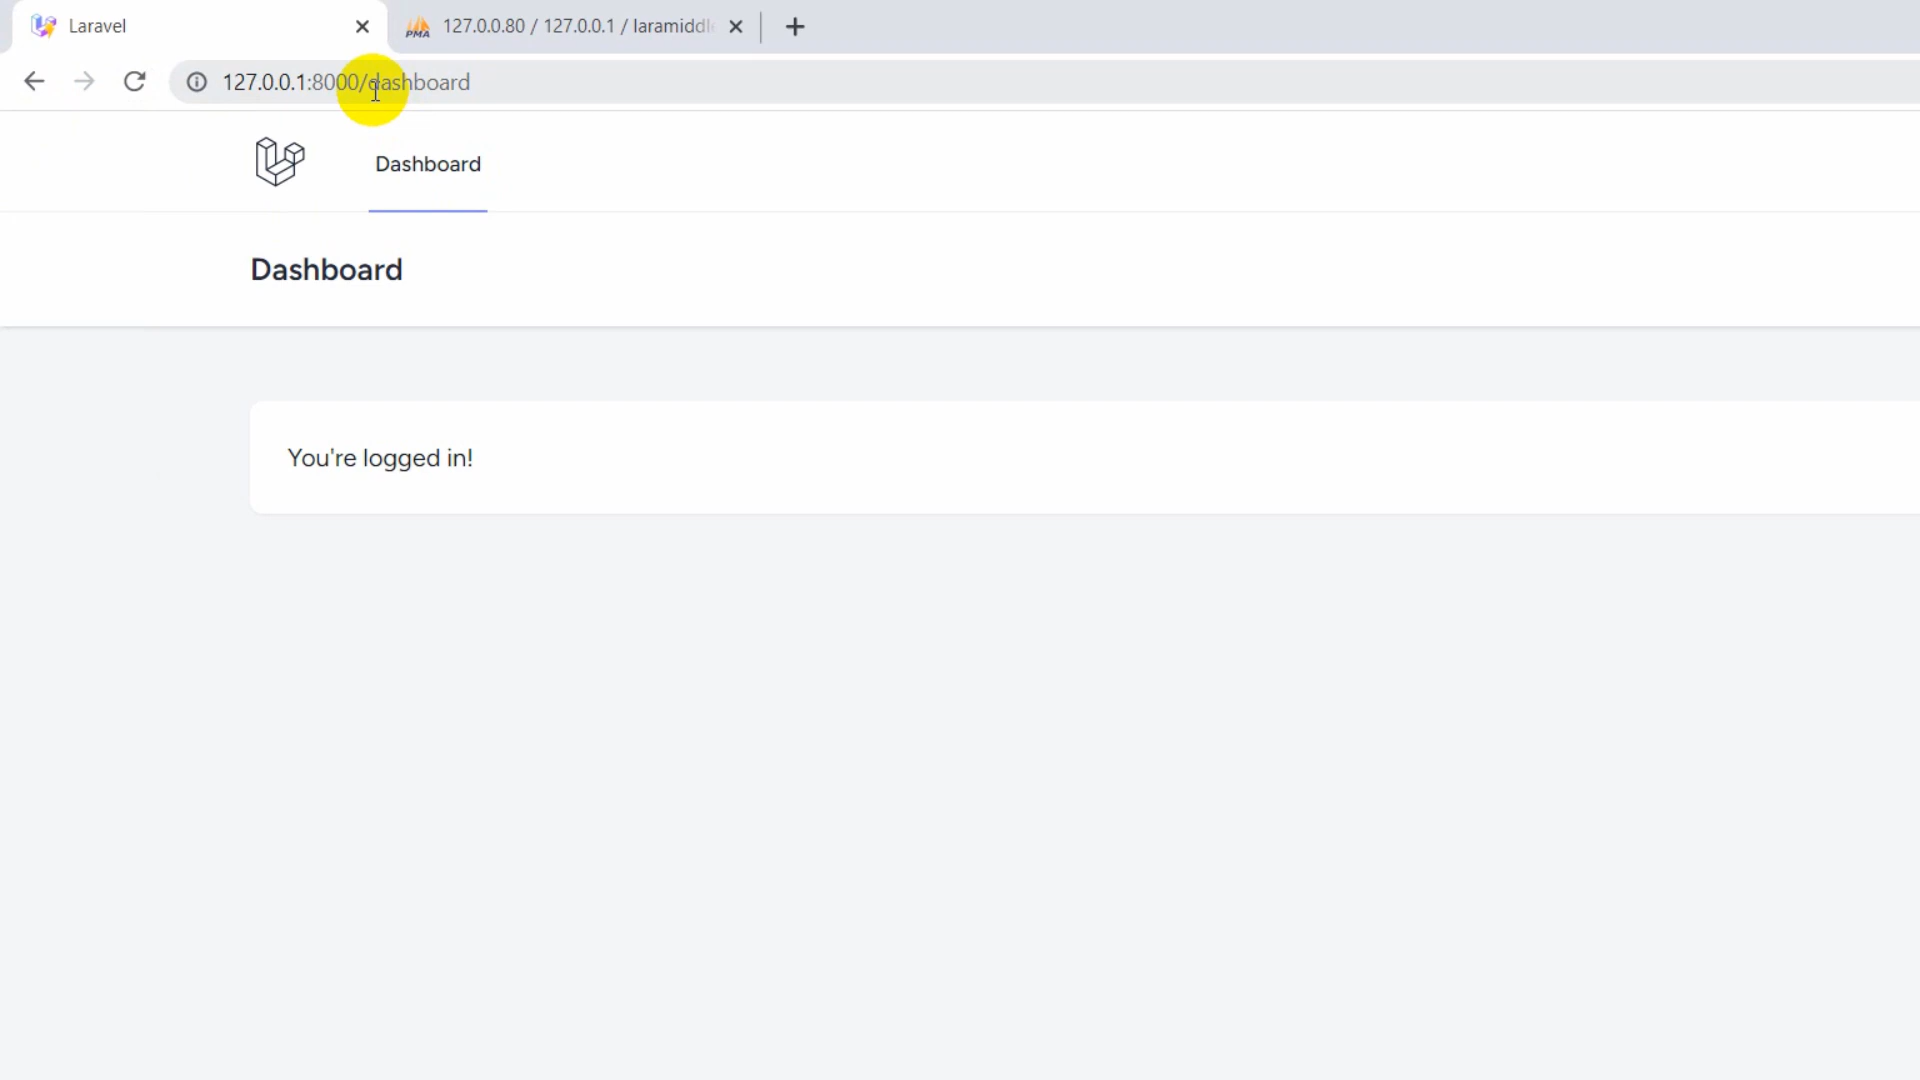 Laravel
PMA 127.0.0.80 / 127.0.0.1 / laramiddl
127.0.0.1:8000/dashboard
Dashboard
Dashboard
You're logged in!